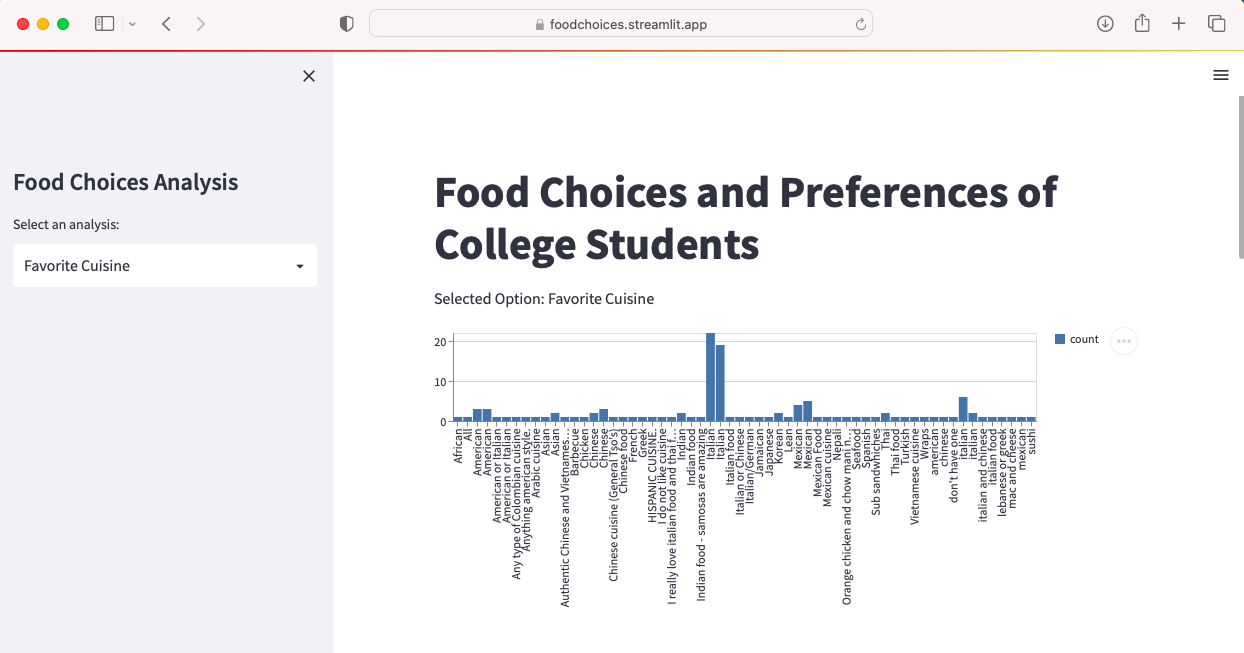 foodchoices.streamlit.app
Food Choices Analysis
Select an analysis:
Favorite Cuisine
Food Choices and Preferences of
College Students
Selected Option: Favorite Cuisine
count
20
10
0
African
All
American
American
American or Italian
American or Italian
Any type of Colombian cuisine
Anything american style.
Arabic cuisine
Asian
Asian
Authentic Chinese and Vietnames…
Barbecue
Chicken
Chinese
Chinese
Chinese cuisine (General Tso's)
Chinese food
French
Greek
HISPANIC CUISINE.
I do not like cuisine
I really love italian food and thai f…
Indian
Indian food
Indian food - samosas are amazing
Italian
Italian
Italian food
Italian or Chinese
Italian/German
Jamaican
Japanese
Korean
Lean
Mexican
Mexican
Mexican Food
Mexican cuisine
Nepali
Orange chicken and chow mani n…
Seafood
Spanish
Sub sandwhiches
Thai
Thai food
Turkish
Vietnamese cuisine
Wraps
american
chinese
don't have one
italian
italian
italian and chinese
italian food
lebanese or greek
mac and cheese
mexican
sushi